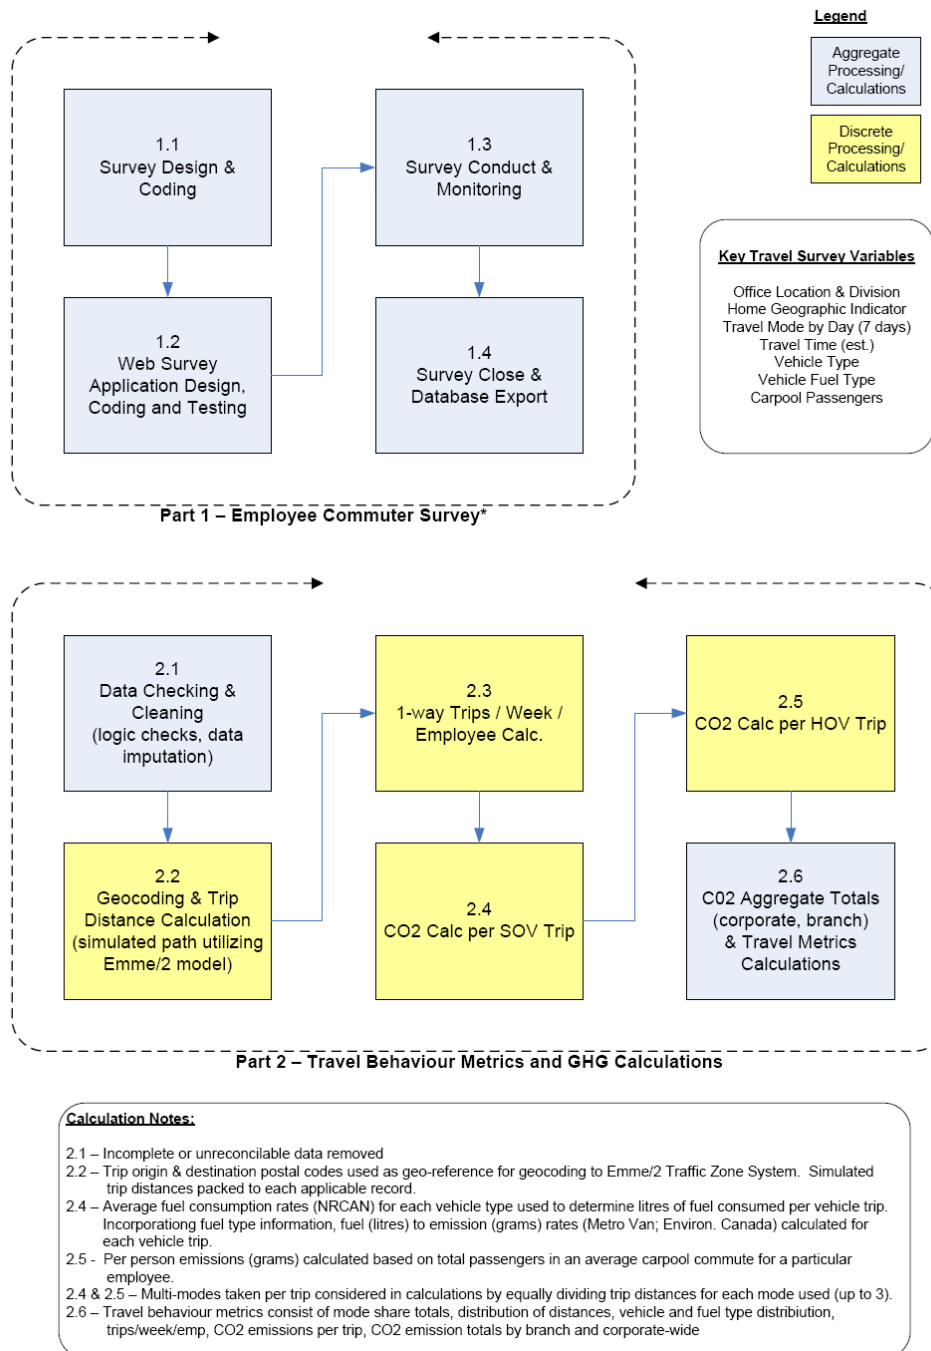 Legend
Aggregate
Processing/
Calculations
Discrete
Processing/
Calculations
1.1
Survey Design &
Coding
1.2
Web Survey
Application Design,
Coding and Testing
1.3
Survey Conduct &
Monitoring
1.4
Survey Close &
Database Export
Key Travel Survey Variables
Office Location & Division
Home Geographic Indicator
Travel Mode by Day (7 days)
Travel Time (est.)
Vehicle Type
Vehicle Fuel Type
Carpool Passengers
Part 1 – Employee Commuter Survey*
2.1
Data Checking &
Cleaning
(logic checks, data
imputation)
2.2
Geocoding & Trip
Distance Calculation
(simulated path utilizing
Emme/2 model)
2.3
1-way Trips / Week /
Employee Calc.
2.4
CO2 Calc per SOV Trip
2.5
CO2 Calc per HOV Trip
2.6
C02 Aggregate Totals
(corporate, branch)
& Travel Metrics
Calculations
Part 2 – Travel Behaviour Metrics and GHG Calculations
Calculation Notes:
2.1 – Incomplete or unreconcilable data removed
2.2 – Trip origin & destination postal codes used as geo-reference for geocoding to Emme/2 Traffic Zone System. Simulated
trip distances packed to each applicable record.
2.4 – Average fuel consumption rates (NRCAN) for each vehicle type used to determine litres of fuel consumed per vehicle trip.
Incorporationg fuel type information, fuel (litres) to emission (grams) rates (Metro Van; Environ. Canada) calculated for
each vehicle trip.
2.5 - Per person emissions (grams) calculated based on total passengers in an average carpool commute for a particular
employee.
2.4 & 2.5 – Multi-modes taken per trip considered in calculations by equally dividing trip distances for each mode used (up to 3).
2.6 – Travel behaviour metrics consist of mode share totals, distribution of distances, vehicle and fuel type distribiution,
trips/week/emp, CO2 emissions per trip, CO2 emission totals by branch and corporate-wide